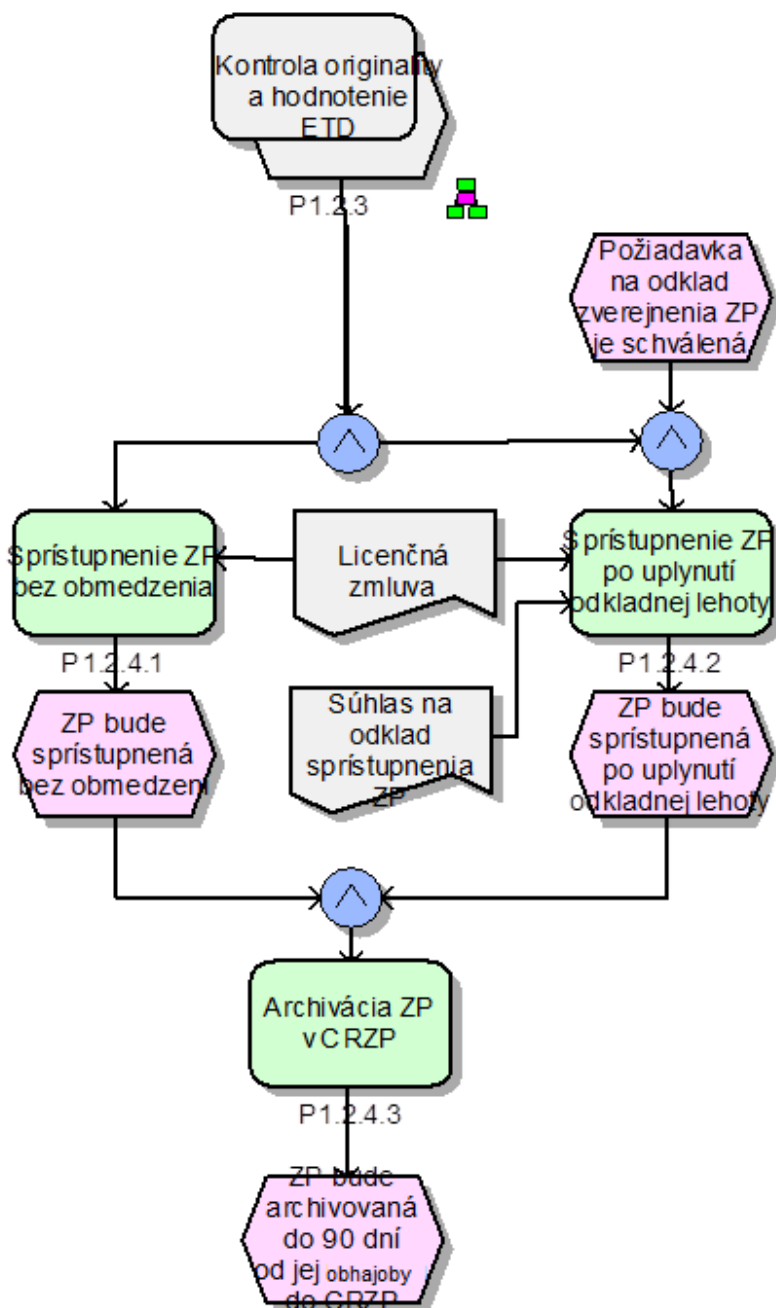 Kontrola originality
a hodnotenie
ETD
P1.2.3
Požiadavka
na odklad
zverejnenia ZP
je schválená
Sprístupnenie ZP
bez obmedzenia
P1.2.4.1
Licenčná
zmluva
Sprístupnenie ZP
po uplynutí
odkladnej lehoty
P1.2.4.2
ZP bude
sprístupnená
bez obmedzení
Súhlas na
odklad
sprístupnenia
ZP
ZP bude
sprístupnená
po uplynutí
odkladnej lehoty
Archivácia ZP
v CRZP
P1.2.4.3
ZP bude
archivovaná
do 90 dní
od jej obhajoby
do CRZP